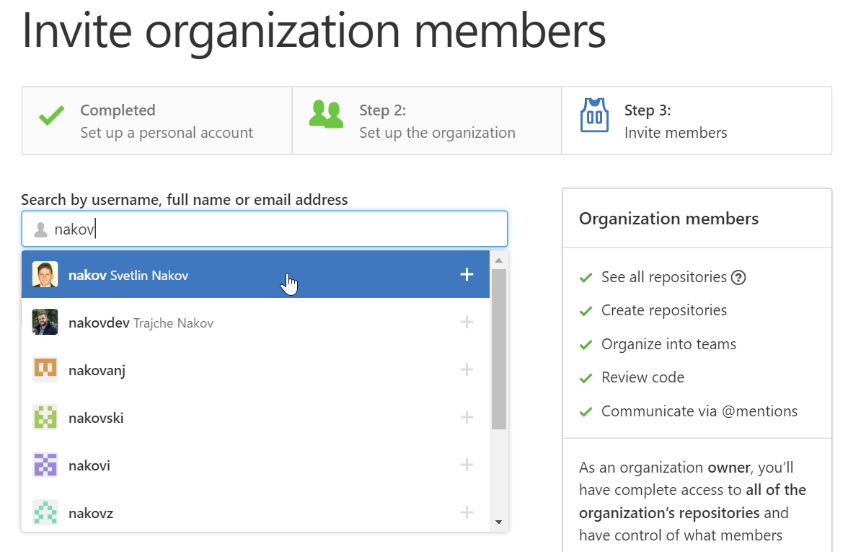 Invite organization members
Completed
Set up a personal account
Step 2:
Set up the organization
Step 3:
Invite members
Search by username, full name or email address
nakov
nakov Svetlin Nakov
nakovdev Trajche Nakov
nakovanj
nakovski
nakovi
nakovz
Organization members
See all repositories
Create repositories
Organize into teams
Review code
Communicate via @mentions
As an organization owner, you’ll
have complete access to all of the
organization’s repositories and
have control of what members